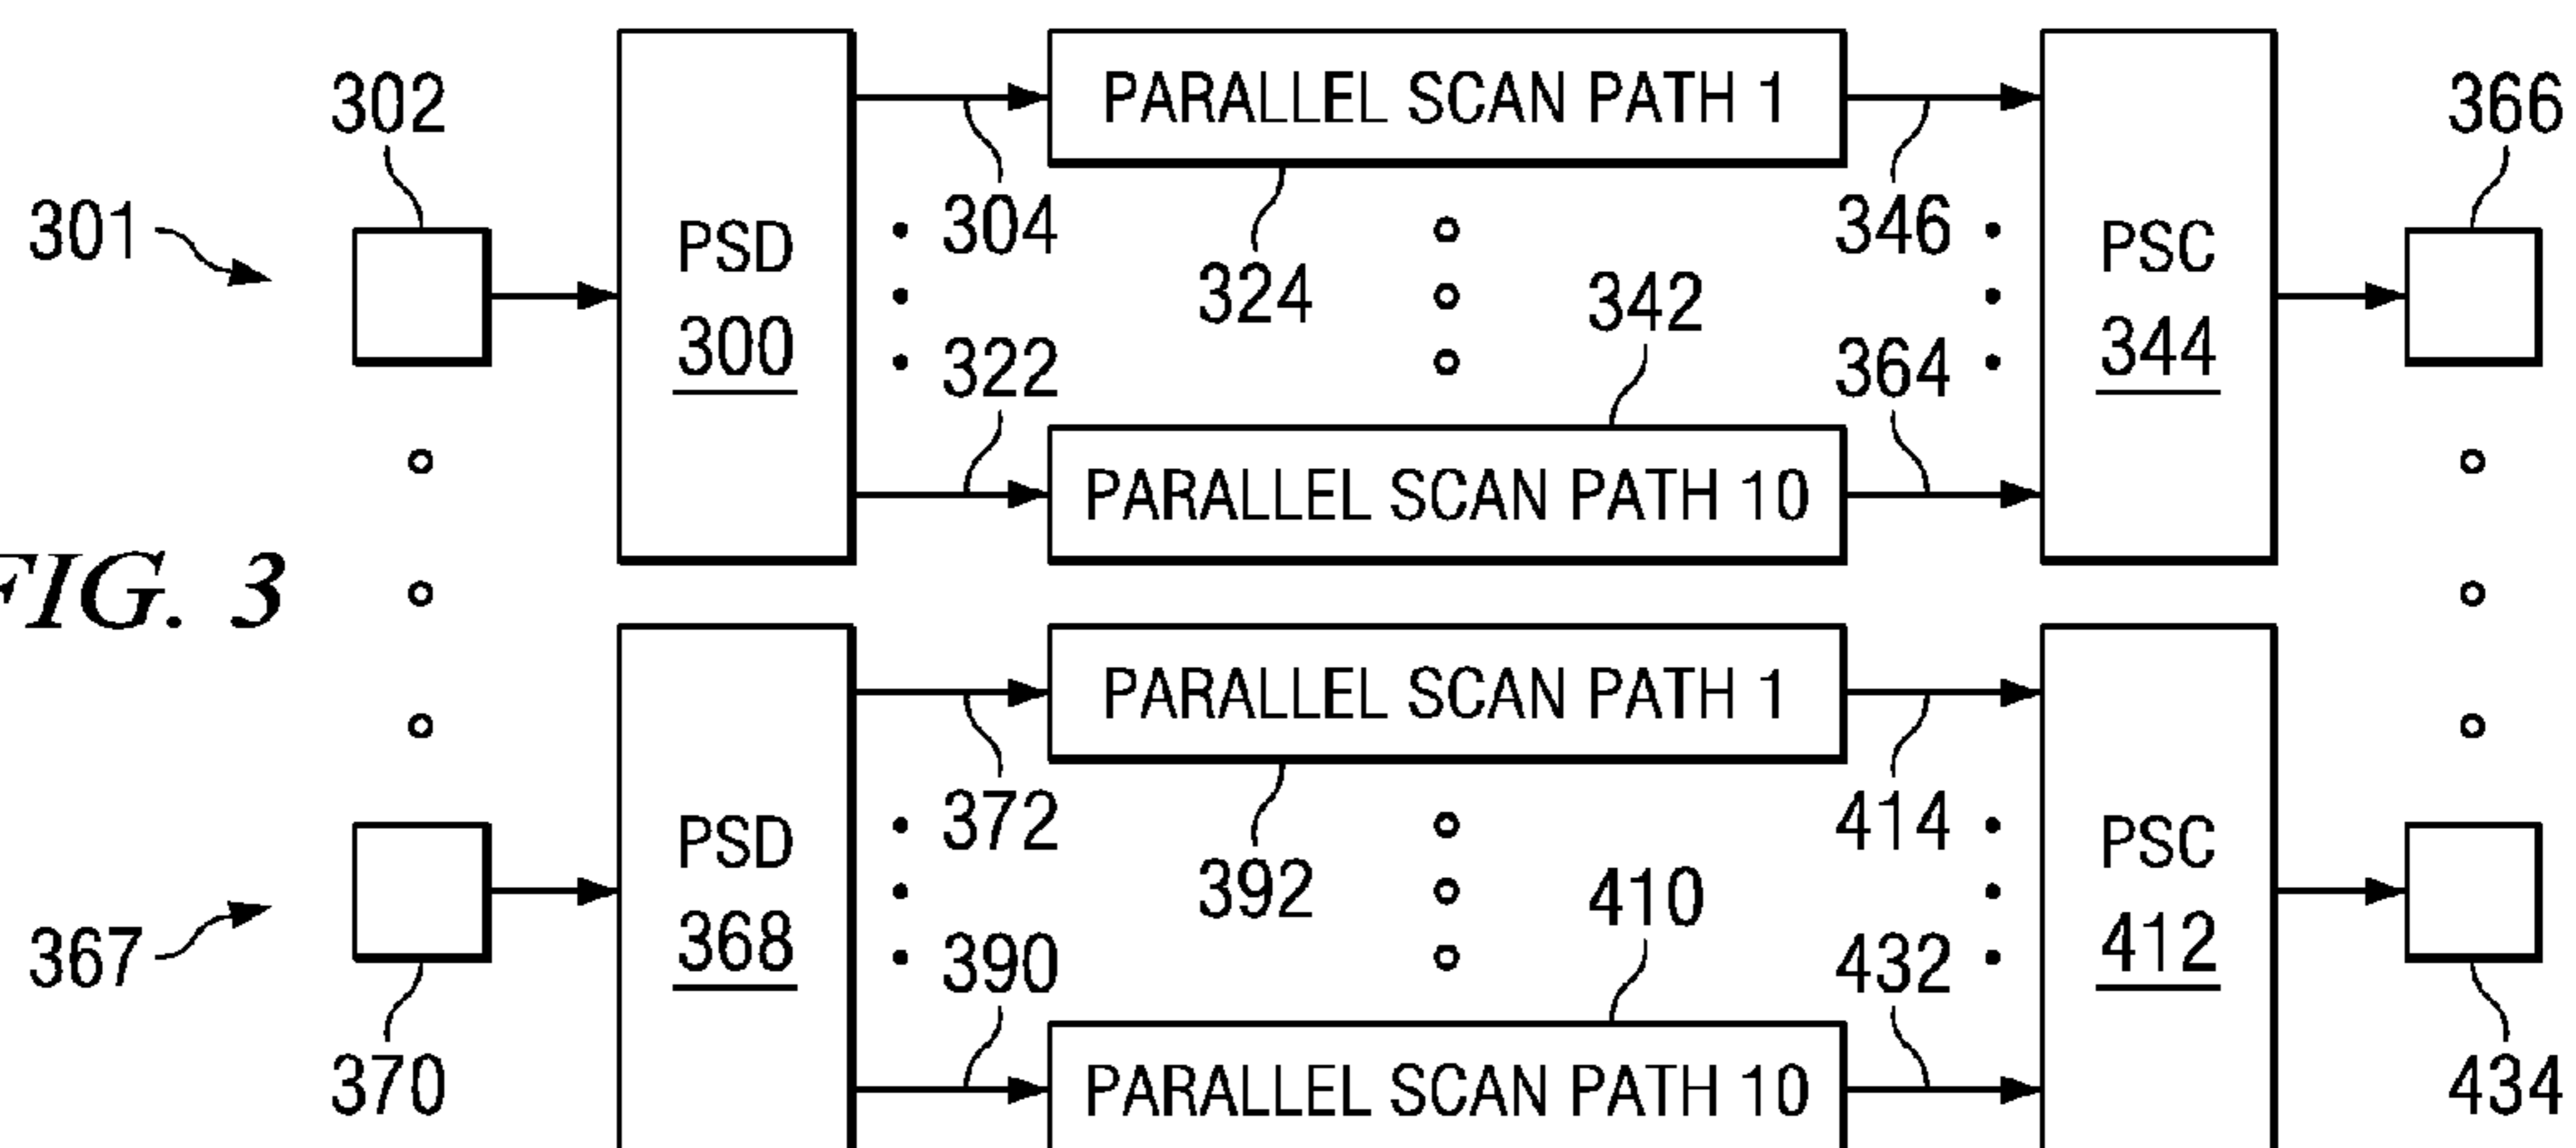 302
301
PSD
300
304
322
PARALLEL SCAN PATH 1
324
342
PARALLEL SCAN PATH 10
346
364
PSC
344
366
FIG. 3
367
370
PSD
368
372
390
PARALLEL SCAN PATH 1
392
410
PARALLEL SCAN PATH 10
414
432
PSC
412
434